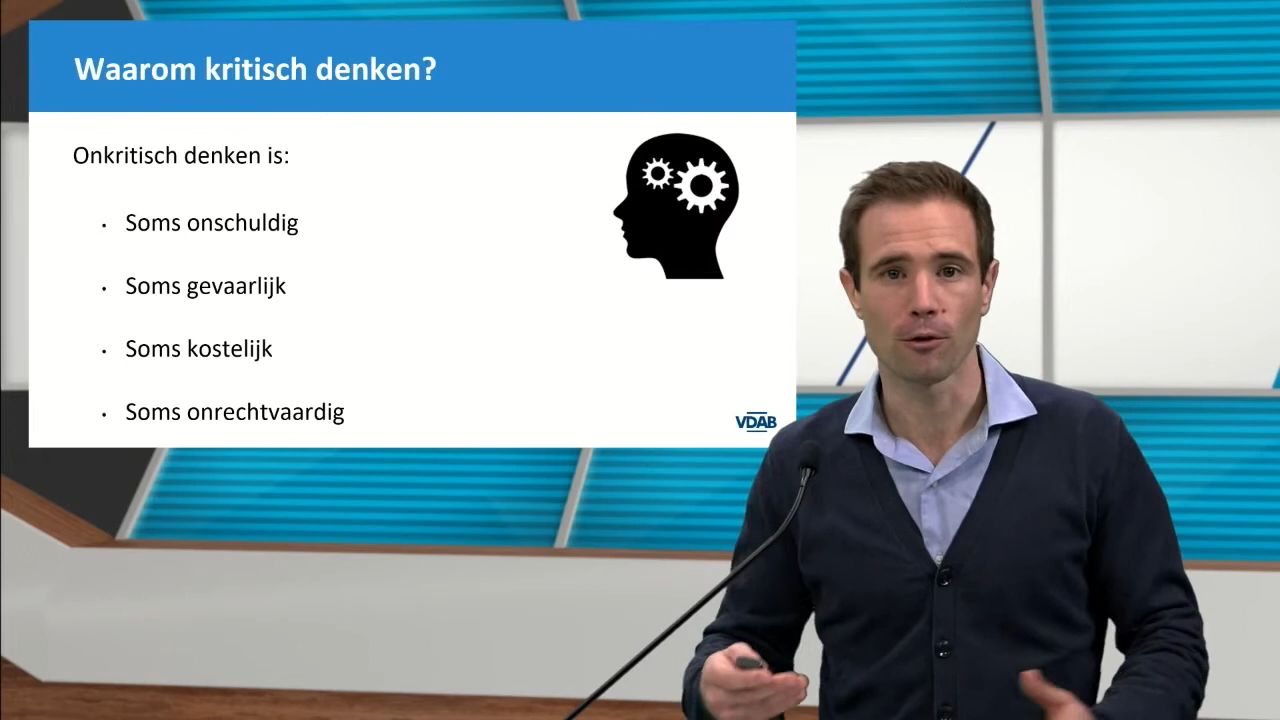 Waarom kritisch denken?
Onkritisch denken is:
• Soms onschuldig
• Soms gevaarlijk
• Soms kostelijk
• Soms onrechtvaardig
VDAB